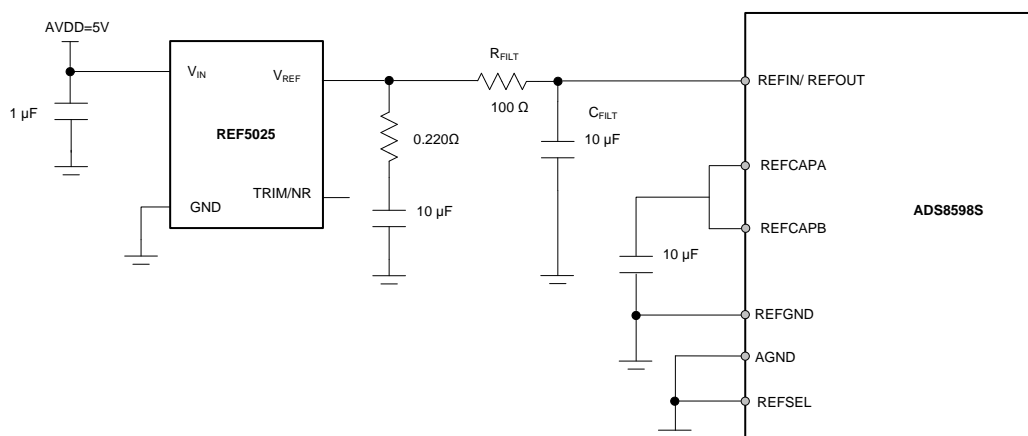 AVDD=5V
1 µF
VIN
VREF
REF5025
TRIM/NR
GND
RFILT
100 Ω
0.220Ω
10 µF
CFILT
10 µF
10 µF
REFIN/ REFOUT
REFCAPA
ADS8598S
REFCAPB
REFGND
AGND
REFSEL